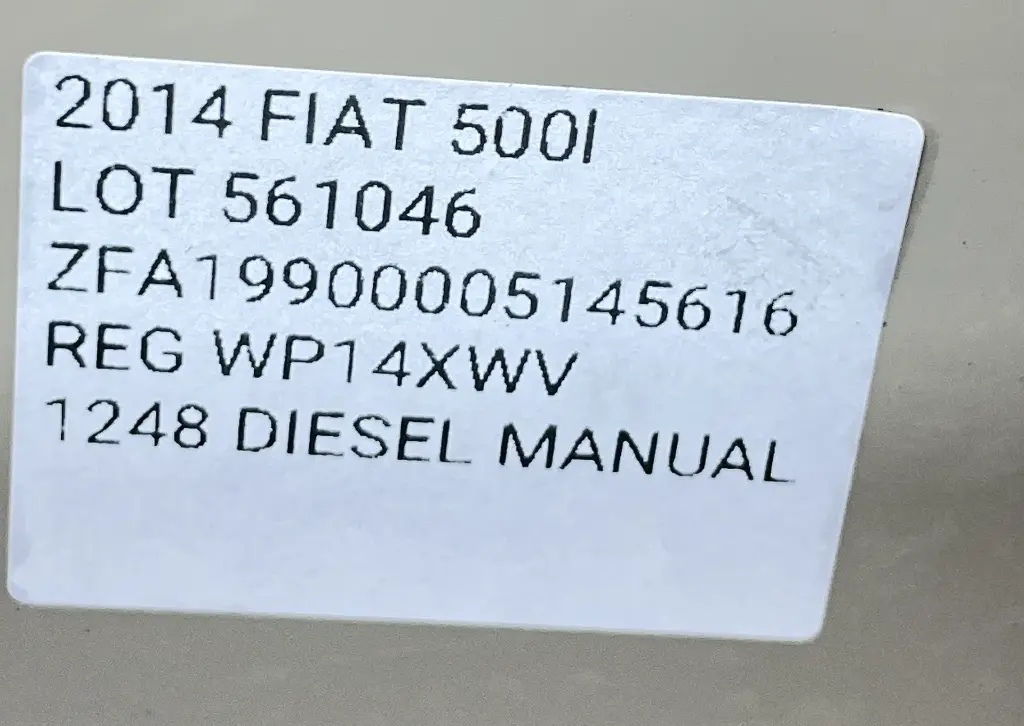 2014 FIAT 500l
LOT 561046
ZFA19900005145616
REG WP14XWV
1248 DIESEL MANUAL